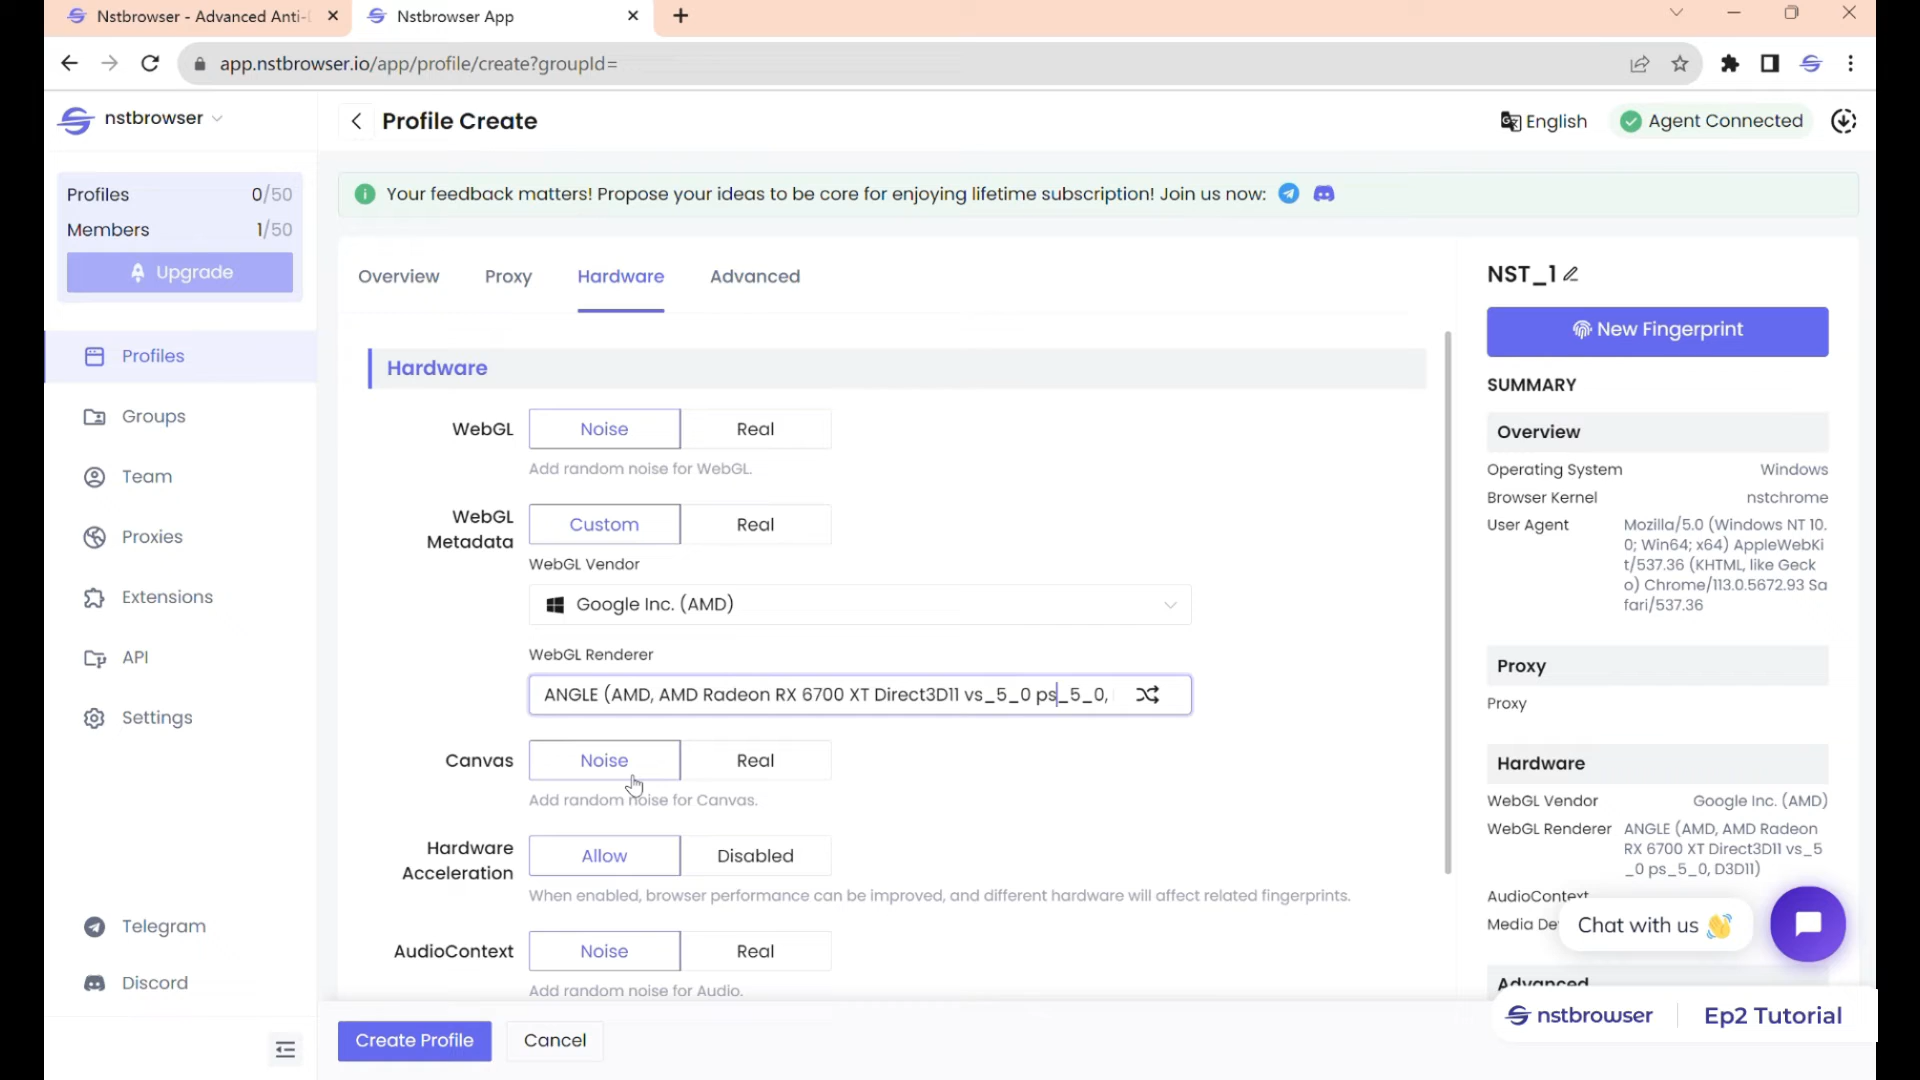 Nstbrowser - Advanced Anti-
Nstbrowser App
app.nstbrowser.io/app/profile/create?groupId=
nstbrowser
Profile Create
English
Agent Connected
Profiles 0/50
Members 1/50
Upgrade
Your feedback matters! Propose your ideas to be core for enjoying lifetime subscription! Join us now:
Profiles
Groups
Team
Proxies
Extensions
API
Settings
Telegram
Discord
Overview
Proxy
Hardware
Advanced
Hardware
WebGL
Noise
Real
Add random noise for WebGL.
WebGL
Metadata
Custom
Real
WebGL Vendor
Google Inc. (AMD)
WebGL Renderer
ANGLE (AMD, AMD Radeon RX 6700 XT Direct3D11 vs_5_0 ps_5_0,
Canvas
Noise
Real
Add random noise for Canvas.
Hardware
Acceleration
Allow
Disabled
When enabled, browser performance can be improved, and different hardware will affect related fingerprints.
AudioContext
Noise
Real
Add random noise for Audio.
Create Profile
Cancel
NST_1
New Fingerprint
SUMMARY
Overview
Operating System Windows
Browser Kernel nstchrome
User Agent Mozilla/5.0 (Windows NT 10.
0; Win64; x64) AppleWebKi
t/537.36 (KHTML, like Geck
o) Chrome/113.0.5672.93 Sa
fari/537.36
Proxy
Proxy
Hardware
WebGL Vendor Google Inc. (AMD)
WebGL Renderer ANGLE (AMD, AMD Radeon
RX 6700 XT Direct3D11 vs_5
_0 ps_5_0, D3D11)
AudioContext
Media De
Chat with us
Advanced
nstbrowser
Ep2 Tutorial